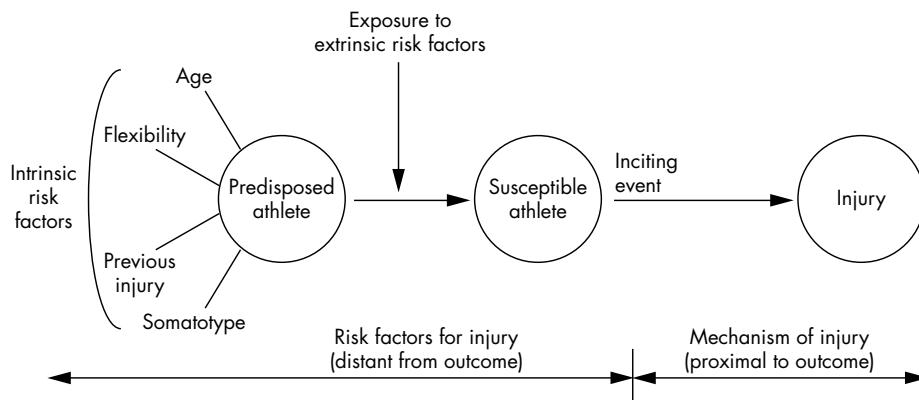 Exposure to
extrinsic risk factors
Age
Flexibility
Intrinsic
risk
factors
Previous
injury
Somatotype
Predisposed
athlete
Susceptible
athlete
Inciting
event
Injury
Risk factors for injury
(distant from outcome)
Mechanism of injury
(proximal to outcome)